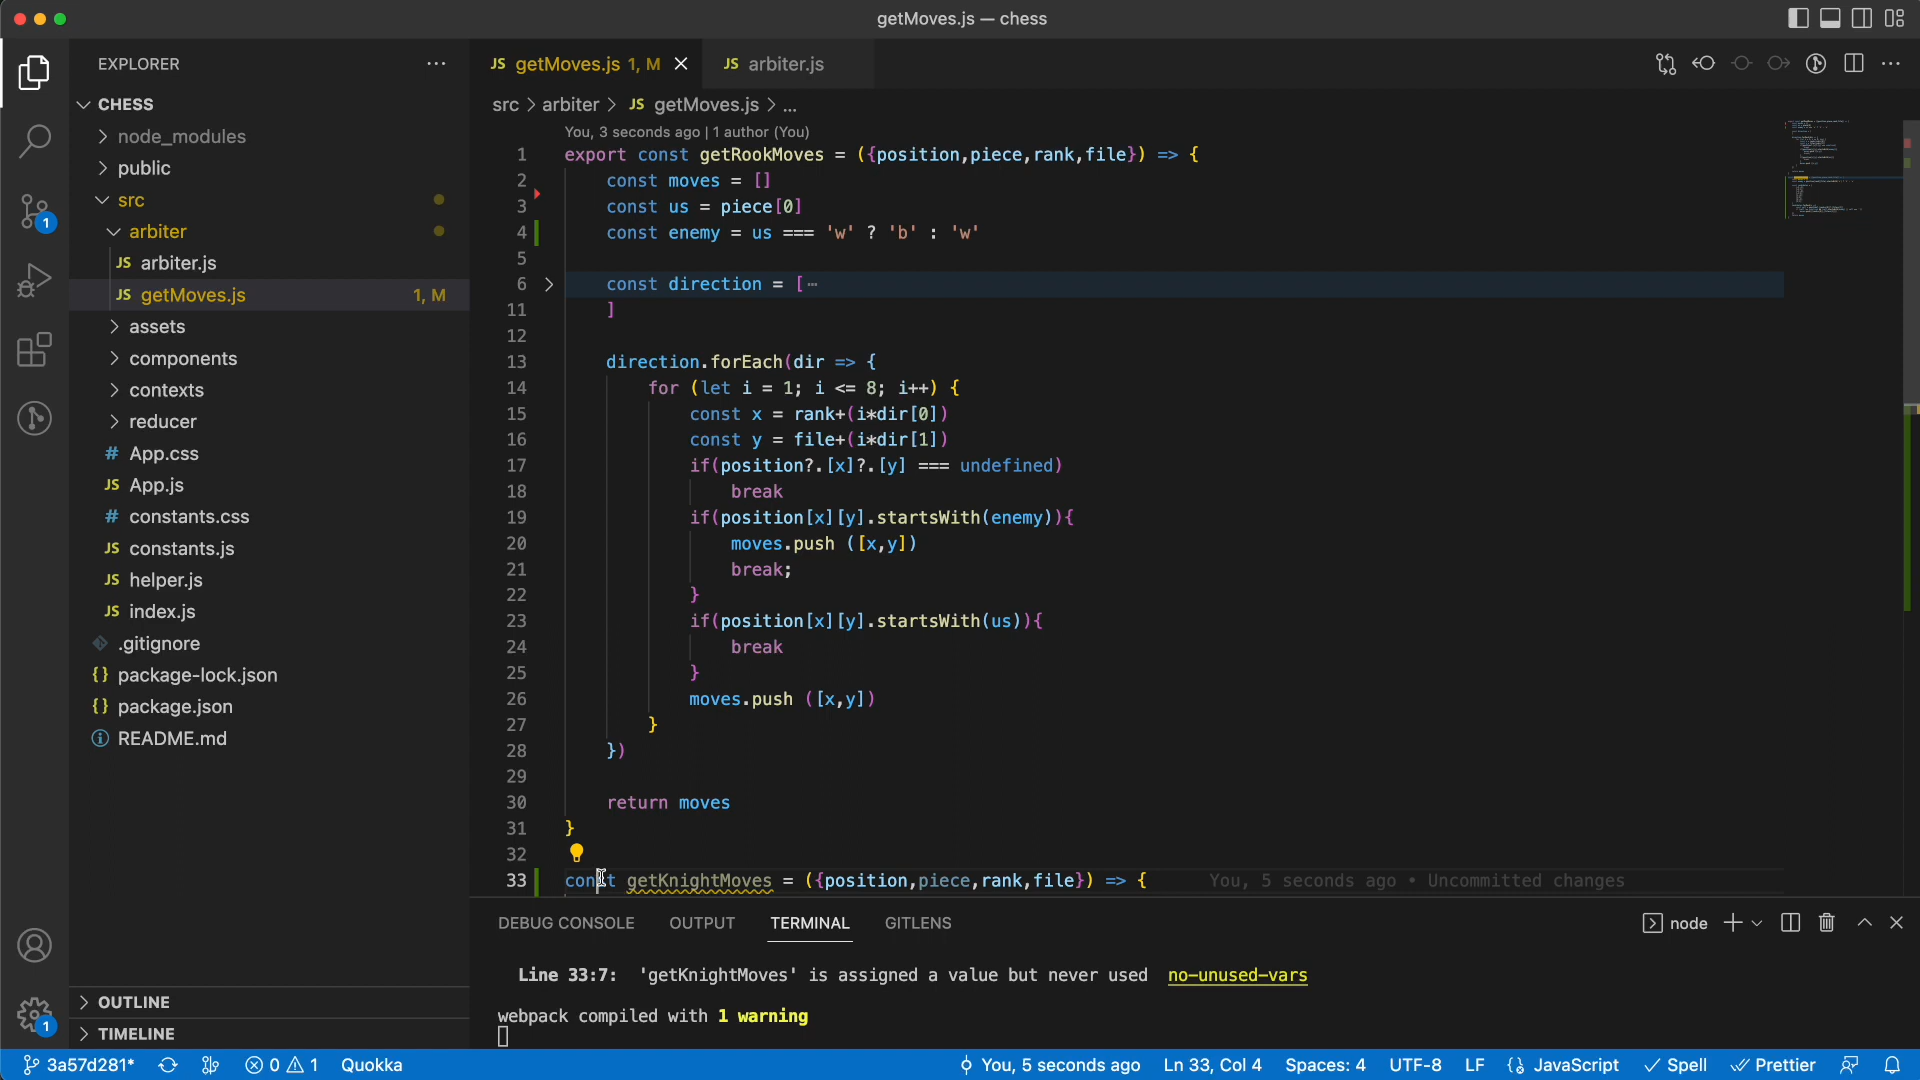 getMoves.js — chess
EXPLORER
CHESS
node_modules
public
src
arbiter
JS arbiter.js
JS getMoves.js 1, M
assets
components
contexts
reducer
# App.css
JS App.js
# constants.css
JS constants.js
JS helper.js
JS index.js
.gitignore
{} package-lock.json
{} package.json
README.md
OUTLINE
TIMELINE
1
1
JS getMoves.js 1, M
JS arbiter.js
src > arbiter > JS getMoves.js > ...
You, 3 seconds ago | 1 author (You)
1 export const getRookMoves = ({position,piece,rank,file}) => {
2 const moves = []
3 const us = piece[0]
4 const enemy = us === 'w' ? 'b' : 'w'
5
6 const direction = [⋯
11 ]
12
13 direction.forEach(dir => {
14 for (let i = 1; i <= 8; i++) {
15 const x = rank+(i*dir[0])
16 const y = file+(i*dir[1])
17 if(position?.[x]?.[y] === undefined)
18 break
19 if(position[x][y].startsWith(enemy)){
20 moves.push ([x,y])
21 break;
22 }
23 if(position[x][y].startsWith(us)){
24 break
25 }
26 moves.push ([x,y])
27 }
28 })
29
30 return moves
31 }
32
33 const getKnightMoves = ({position,piece,rank,file}) => { You, 5 seconds ago • Uncommitted changes
DEBUG CONSOLE OUTPUT TERMINAL GITLENS
node
Line 33:7: 'getKnightMoves' is assigned a value but never used no-unused-vars
webpack compiled with 1 warning
3a57d281* 0 1 Quokka You, 5 seconds ago Ln 33, Col 4 Spaces: 4 UTF-8 LF {} JavaScript Spell Prettier